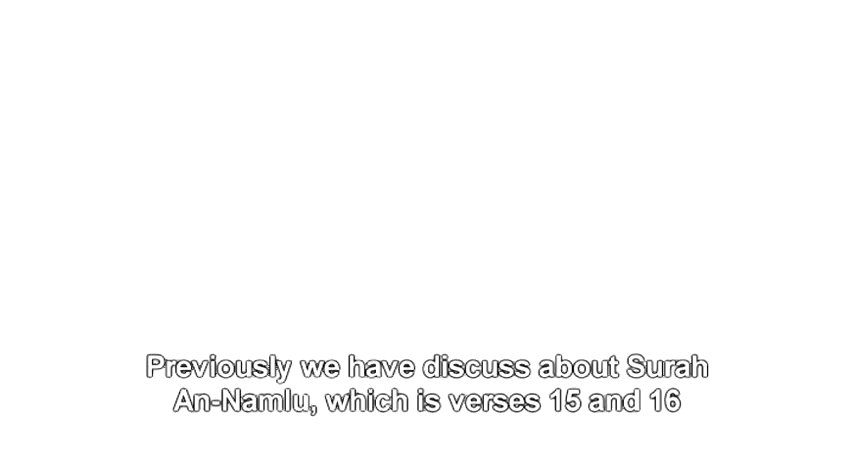 Previously we have discuss about Surah
An-Namlu, which is verses 15 and 16